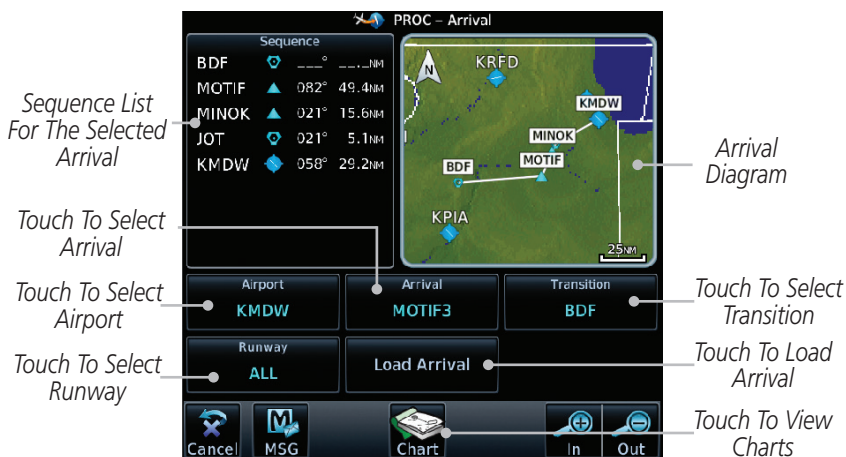 PROC – Arrival
Sequence
BDF ___° __._NM
MOTIF 082° 49.4NM
MINOK 021° 15.6NM
JOT 021° 5.1NM
KMDW 058° 29.2NM
N
KRFD
KMDW
MINOK
MOTIF
BDF
KPIA
25NM
Sequence List
For The Selected
Arrival
Arrival
Diagram
Touch To Select
Arrival
Touch To Select
Airport
Touch To Select
Runway
Airport
KMDW
Arrival
MOTIF3
Transition
BDF
Touch To Select
Transition
Runway
ALL
Load Arrival
Touch To Load
Arrival
Cancel
MSG
Chart
In
Out
Touch To View
Charts